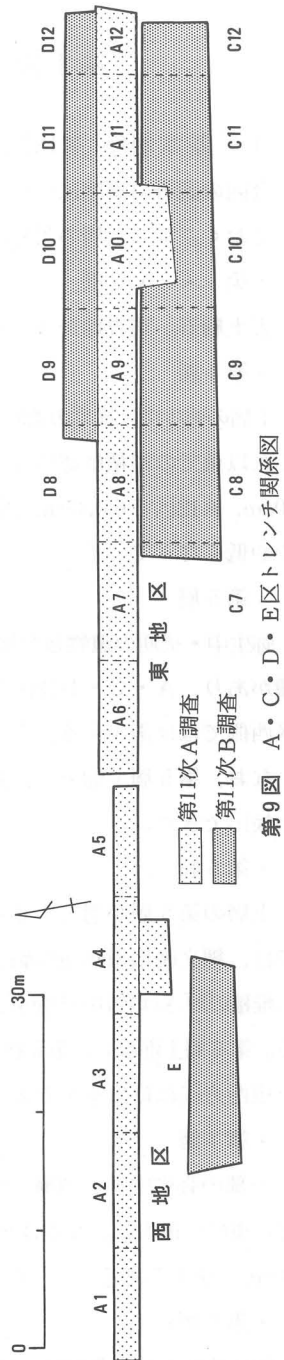 D8 D9 D10 D11 D12
A1 A2 A3 A4 A5 A6 A7 A8 A9 A10 A11 A12
E
C7 C8 C9 C10 C11 C12
西地区
東地区
0 30m
第11次A調査
第11次B調査
第9図 A・C・D・E区トレンチ関係図